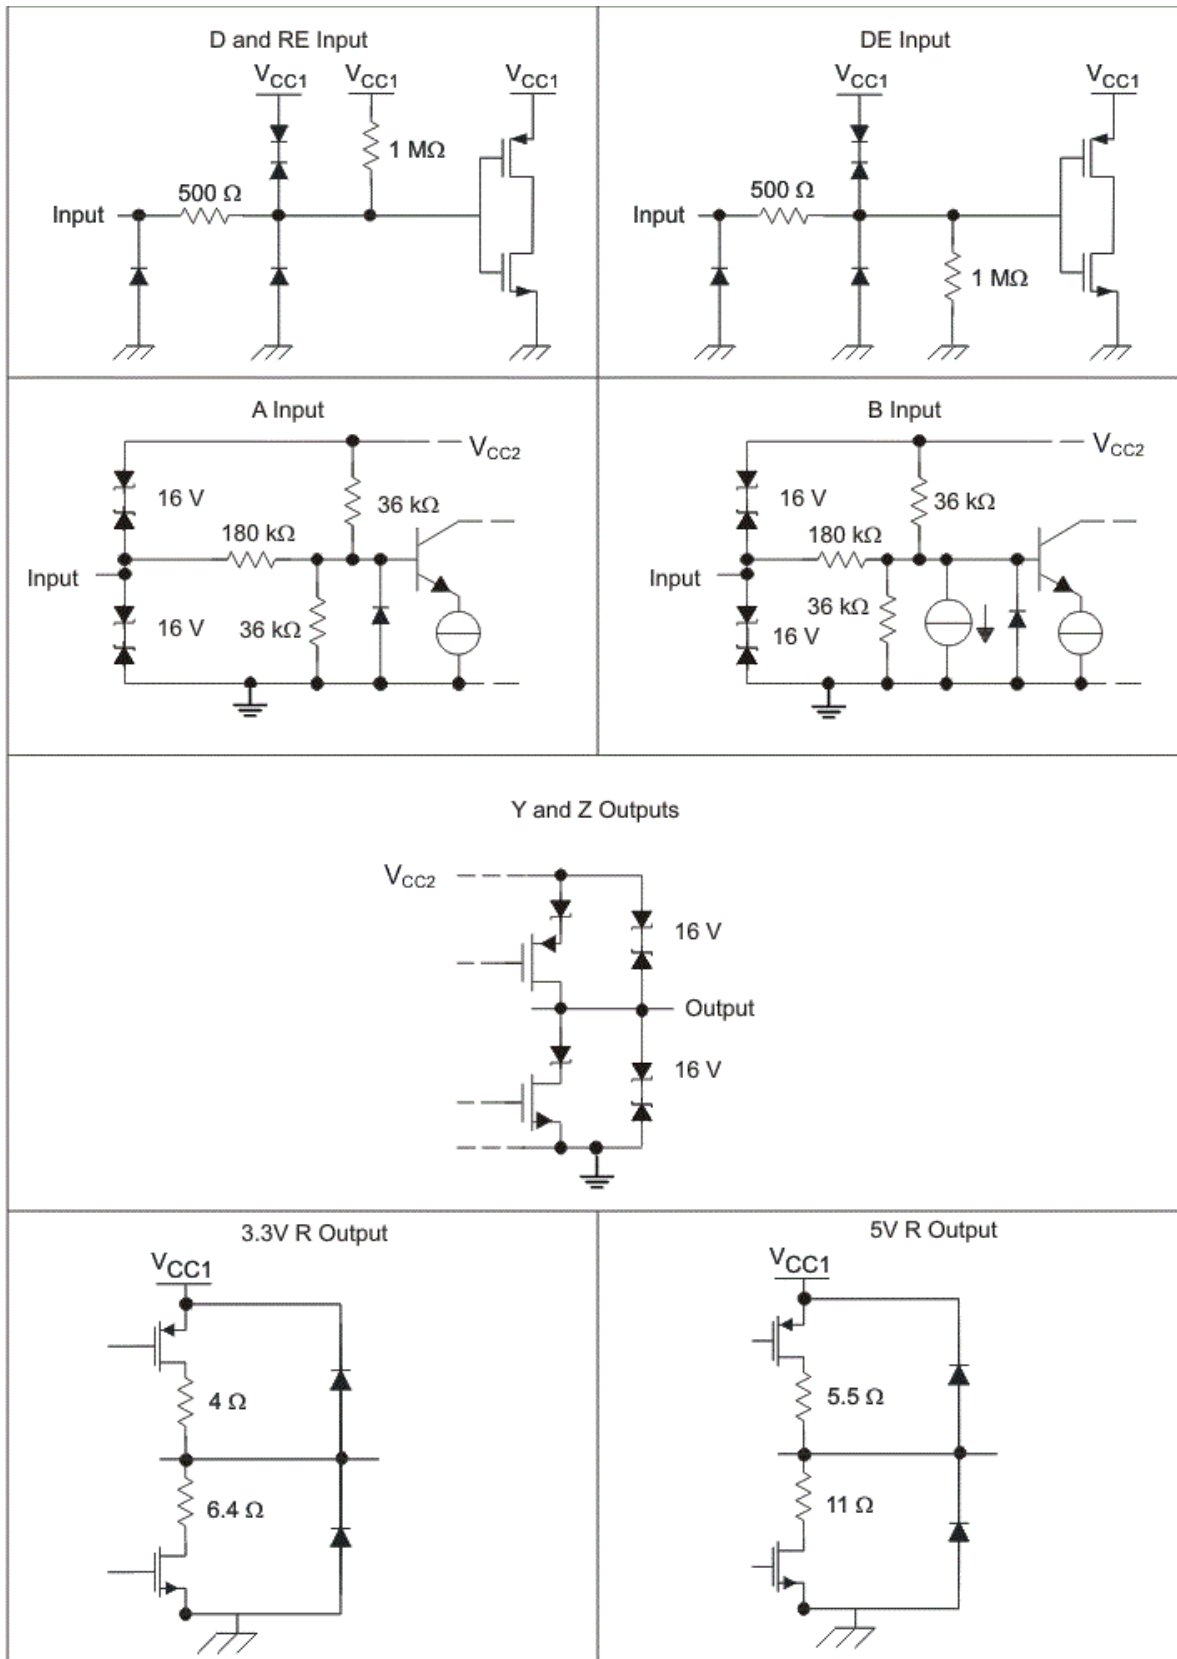 D and RE Input
VCC1 VCC1 VCC1
1 MΩ
500 Ω
Input
DE Input
VCC1 VCC1
500 Ω
Input
1 MΩ
A Input
VCC2
16 V
36 kΩ
180 kΩ
Input
16 V
36 kΩ
B Input
VCC2
16 V
36 kΩ
180 kΩ
Input
36 kΩ
16 V
Y and Z Outputs
VCC2
16 V
Output
16 V
3.3V R Output
VCC1
4 Ω
6.4 Ω
5V R Output
VCC1
5.5 Ω
11 Ω